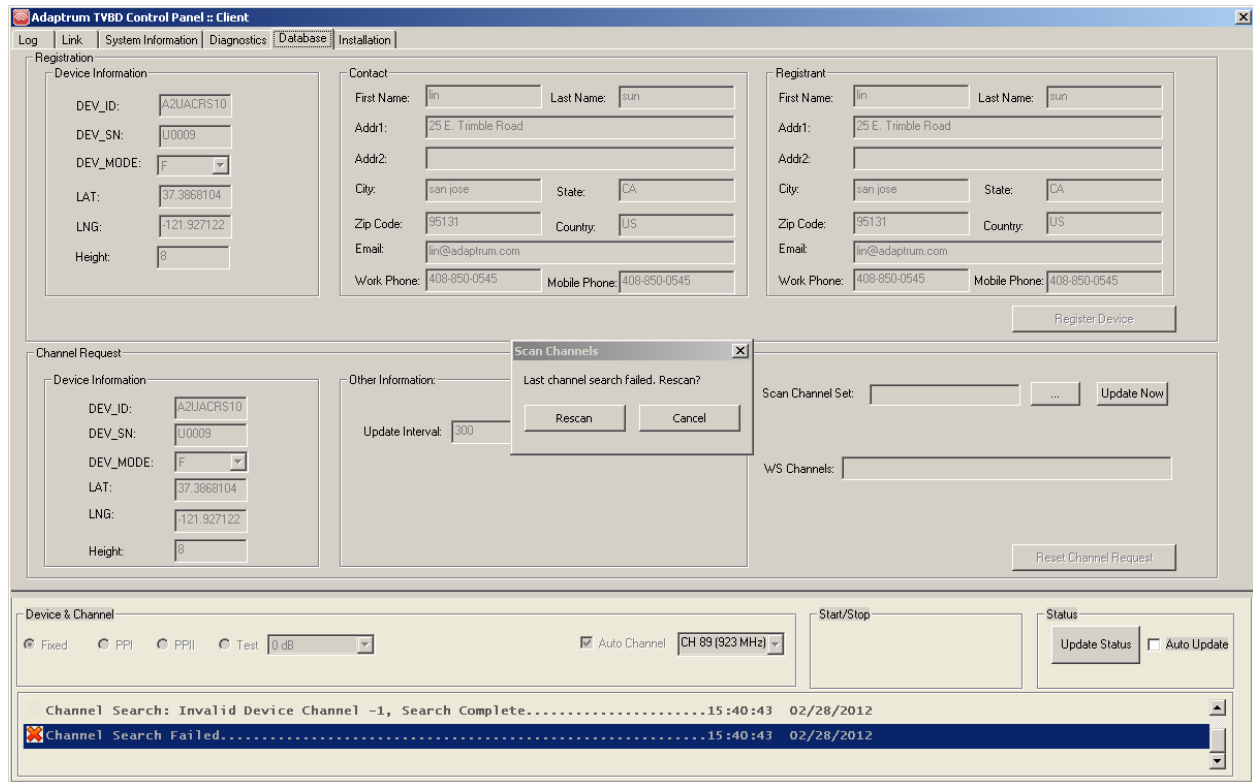 Adaptrum TVBD Control Panel :: Client
Log Link System Information Diagnostics Database Installation
Registration
Device Information
DEV_ID: A2UACRS10
DEV_SN: U0009
DEV_MODE: F
LAT: 37.3868104
LNG: -121.927122
Height: 8
Contact
First Name: lin Last Name: sun
Addr1: 25 E. Trimble Road
Addr2:
City: san jose State: CA
Zip Code: 95131 Country: US
Email: lin@adaptrum.com
Work Phone: 408-850-0545 Mobile Phone: 408-850-0545
Registrant
First Name: lin Last Name: sun
Addr1: 25 E. Trimble Road
Addr2:
City: san jose State: CA
Zip Code: 95131 Country: US
Email: lin@adaptrum.com
Work Phone: 408-850-0545 Mobile Phone: 408-850-0545
Register Device
Channel Request
Device Information
DEV_ID: A2UACRS10
DEV_SN: U0009
DEV_MODE: F
LAT: 37.3868104
LNG: -121.927122
Height: 8
Other Information:
Update Interval: 300
Scan Channels
Last channel search failed. Rescan?
Rescan Cancel
Scan Channel Set: ... Update Now
WS Channels:
Reset Channel Request
Device & Channel
Fixed PPI PPII Test 0 dB Auto Channel CH 89 (923 MHz)
Start/Stop
Status
Update Status Auto Update
Channel Search: Invalid Device Channel -1, Search Complete......................15:40:43 02/28/2012
Channel Search Failed...........................................................15:40:43 02/28/2012